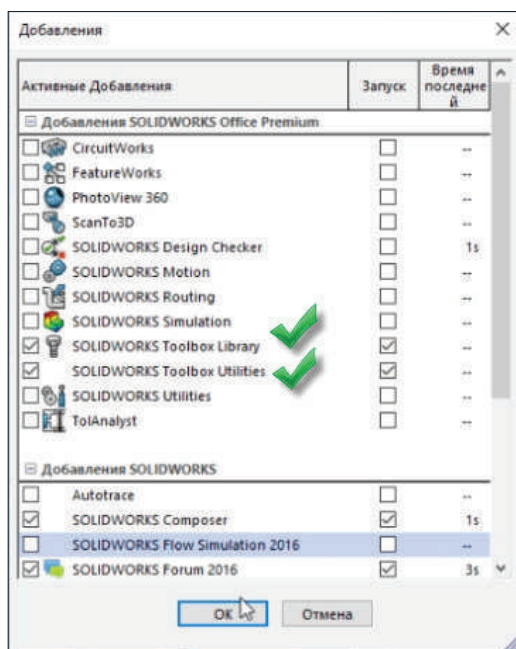 Добавления
Активные Добавления
Запуск
Время
последне
й
Добавления SOLIDWORKS Office Premium
CircuitWorks --
FeatureWorks --
PhotoView 360 --
ScanTo3D --
SOLIDWORKS Design Checker 1s
SOLIDWORKS Motion --
SOLIDWORKS Routing --
SOLIDWORKS Simulation --
SOLIDWORKS Toolbox Library --
SOLIDWORKS Toolbox Utilities --
SOLIDWORKS Utilities --
TolAnalyst --
Добавления SOLIDWORKS
Autotrace --
SOLIDWORKS Composer 1s
SOLIDWORKS Flow Simulation 2016 --
SOLIDWORKS Forum 2016 3s
OK Отмена